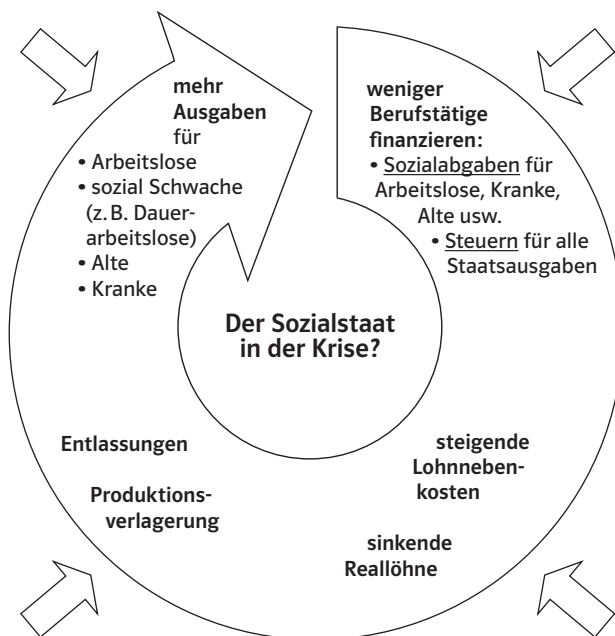 mehr
Ausgaben
für
• Arbeitslose
• sozial Schwache
(z. B. Dauer-
arbeitslose)
• Alte
• Kranke
weniger
Berufstätige
finanzieren:
• Sozialabgaben für
Arbeitslose, Kranke,
Alte usw.
• Steuern für alle
Staatsausgaben
Der Sozialstaat
in der Krise?
steigende
Lohnneben-
kosten
sinkende
Reallöhne
Entlassungen
Produktions-
verlagerung